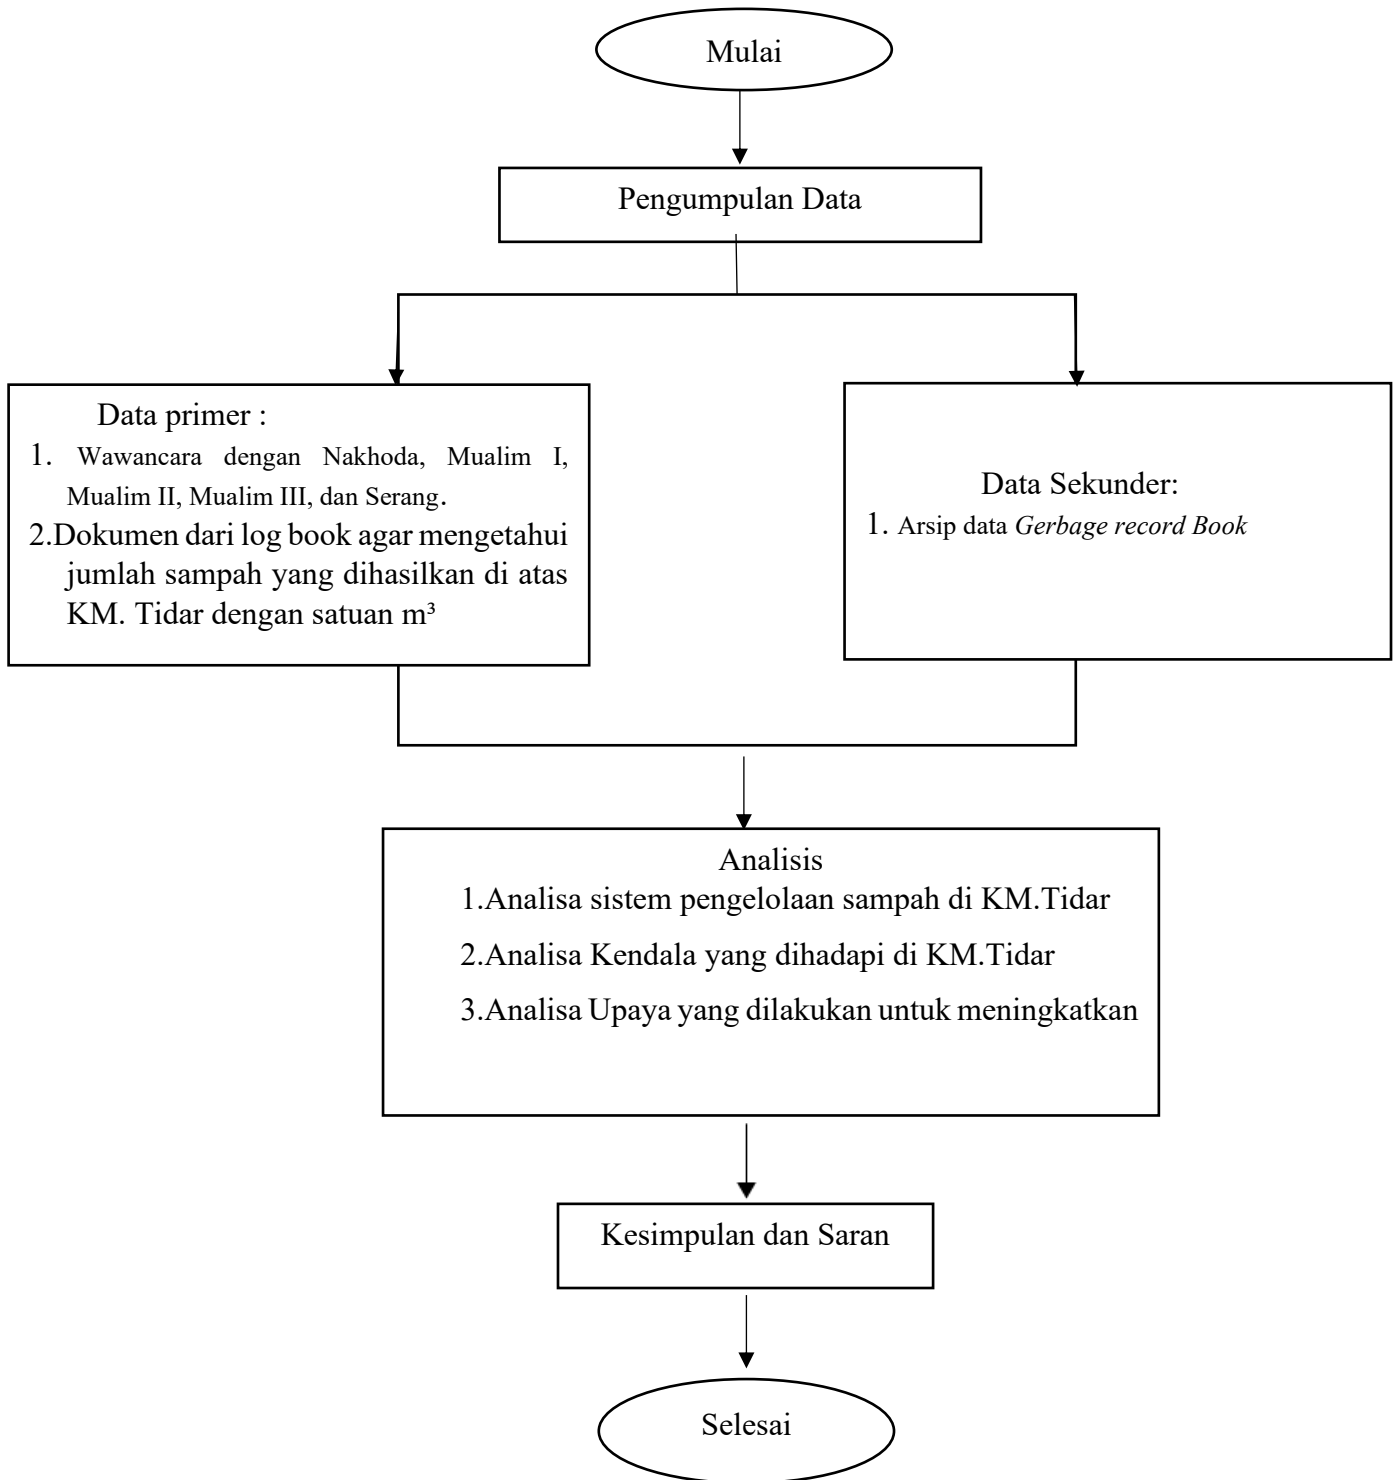 Mulai
Pengumpulan Data
Data primer :
1. Wawancara dengan Nakhoda, Mualim I,
Mualim II, Mualim III, dan Serang.
2.Dokumen dari log book agar mengetahui
jumlah sampah yang dihasilkan di atas
KM. Tidar dengan satuan m³
Data Sekunder:
1. Arsip data Gerbage record Book
Analisis
1.Analisa sistem pengelolaan sampah di KM.Tidar
2.Analisa Kendala yang dihadapi di KM.Tidar
3.Analisa Upaya yang dilakukan untuk meningkatkan
Kesimpulan dan Saran
Selesai